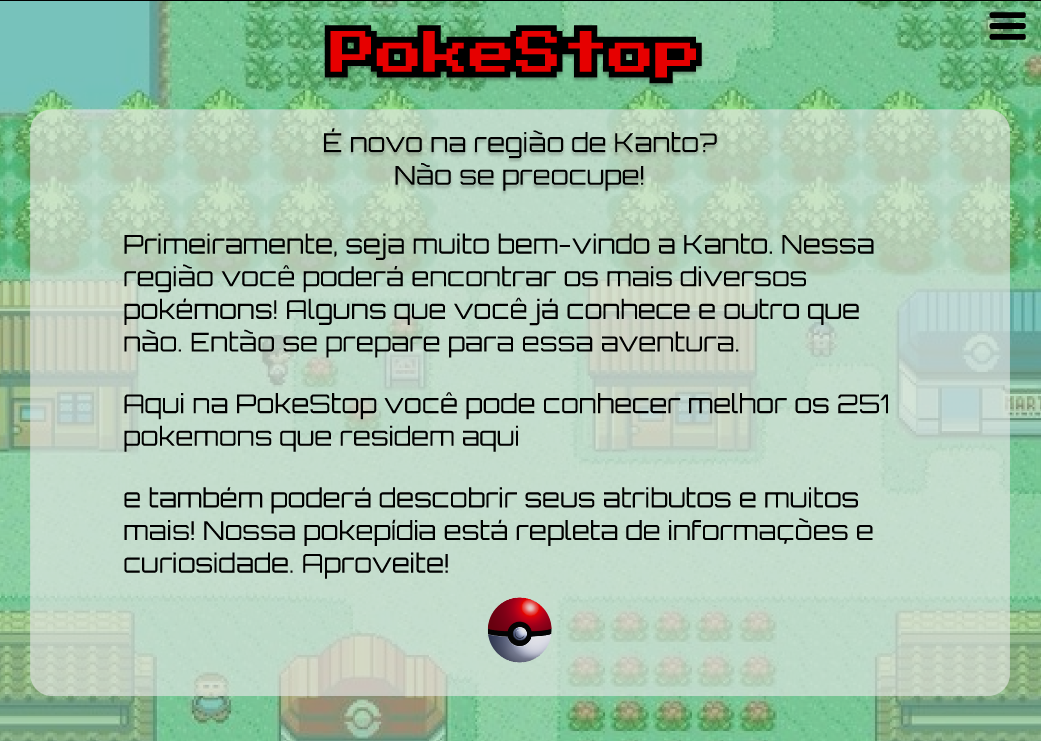 PokeStop
É novo na região de Kanto?
Não se preocupe!
Primeiramente, seja muito bem-vindo a Kanto. Nessa
região você poderá encontrar os mais diversos
pokémons! Alguns que você já conhece e outro que
não. Então se prepare para essa aventura.
MART
Aqui na PokeStop você pode conhecer melhor os 251
pokemons que residem aqui
e também poderá descobrir seus atributos e muitos
mais! Nossa pokepídia está repleta de informações e
curiosidade. Aproveite!